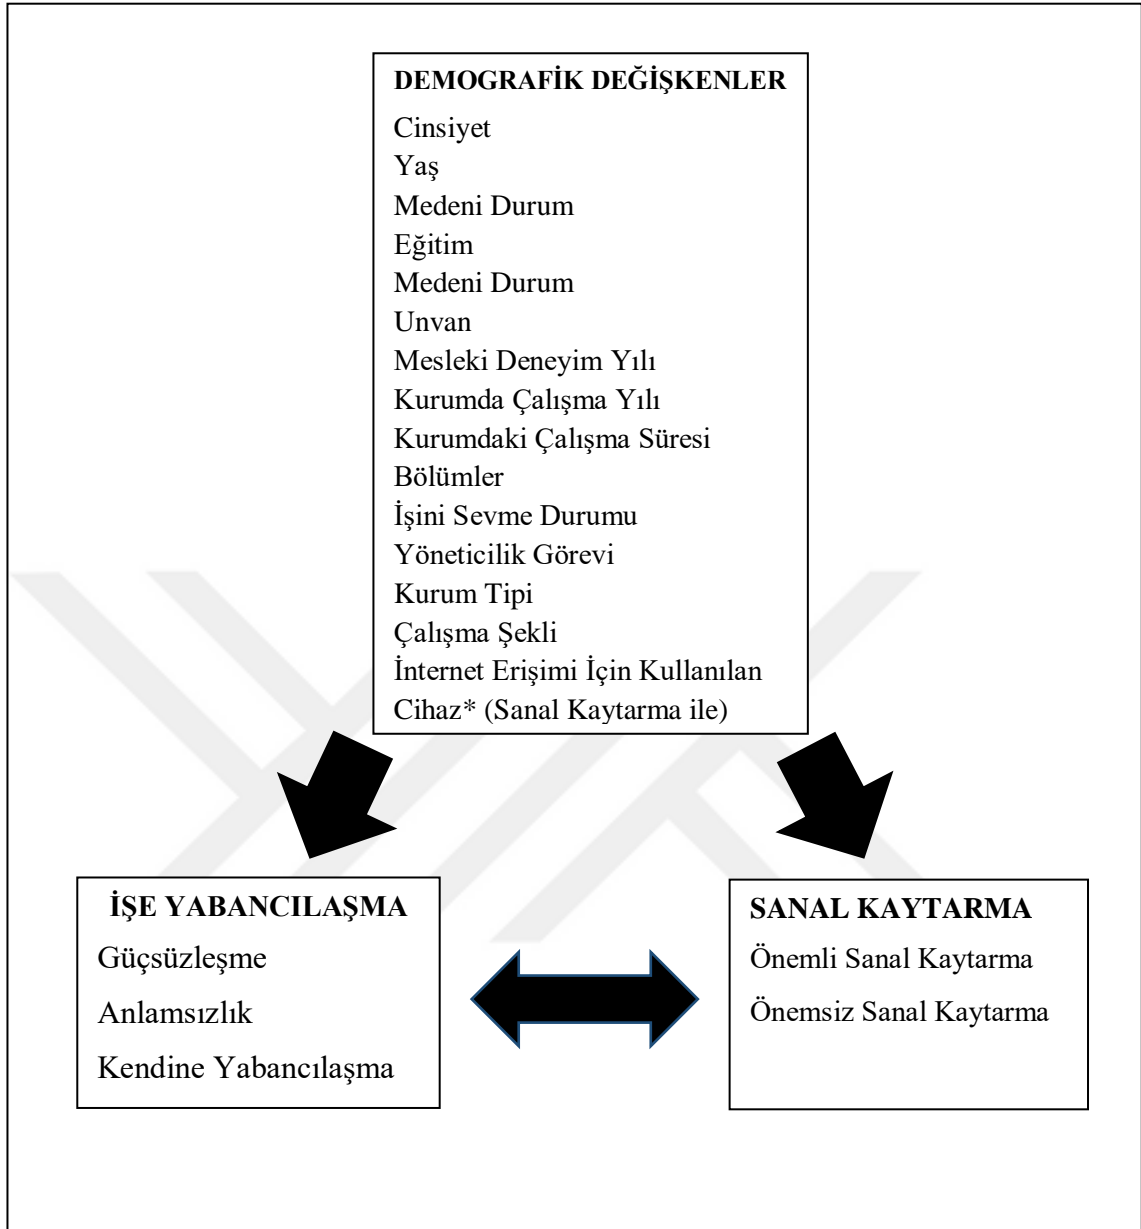 DEMOGRAFİK DEĞİŞKENLER
Cinsiyet
Yaş
Medeni Durum
Eğitim
Medeni Durum
Unvan
Mesleki Deneyim Yılı
Kurumda Çalışma Yılı
Kurumdaki Çalışma Süresi
Bölümler
İşini Sevme Durumu
Yöneticilik Görevi
Kurum Tipi
Çalışma Şekli
İnternet Erişimi İçin Kullanılan
Cihaz* (Sanal Kaytarma ile)
İŞE YABANCILAŞMA
Güçsüzleşme
Anlamsızlık
Kendine Yabancılaşma
SANAL KAYTARMA
Önemli Sanal Kaytarma
Önemsiz Sanal Kaytarma